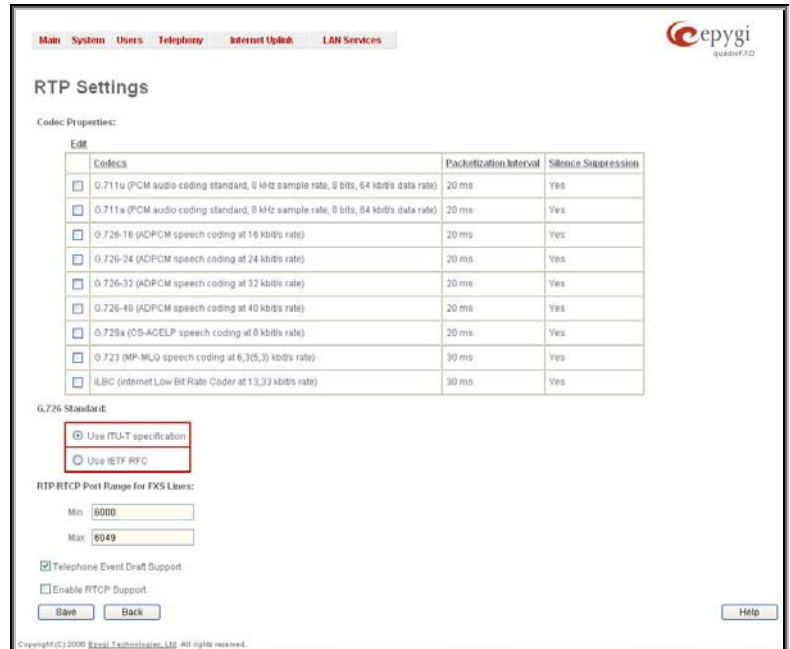 Main System Users Telephony Internet Uplink LAN Services
epygi
quadroFXO
RTP Settings
Codec Properties:
Edit
Codecs Packetization Interval Silence Suppression
G.711u (PCM audio coding standard, 8 kHz sample rate, 8 bits, 64 kbit/s data rate) 20 ms Yes
G.711a (PCM audio coding standard, 8 kHz sample rate, 8 bits, 64 kbit/s data rate) 20 ms Yes
G.726-16 (ADPCM speech coding at 16 kbit/s rate) 20 ms Yes
G.726-24 (ADPCM speech coding at 24 kbit/s rate) 20 ms Yes
G.726-32 (ADPCM speech coding at 32 kbit/s rate) 20 ms Yes
G.726-40 (ADPCM speech coding at 40 kbit/s rate) 20 ms Yes
G.729a (CS-ACELP speech coding at 8 kbit/s rate) 20 ms Yes
G.723 (MP-MLQ speech coding at 6,3(5,3) kbit/s rate) 30 ms Yes
iLBC (internet Low Bit Rate Coder at 13,33 kbit/s rate) 30 ms Yes
G.726 Standard:
Use ITU-T specification
Use IETF RFC
RTP/RTCP Port Range for FXS Lines:
Min 6000
Max 6049
Telephone Event Draft Support
Enable RTCP Support
Save Back Help
Copyright (C) 2008 Epygi Technologies, Ltd. All rights reserved.